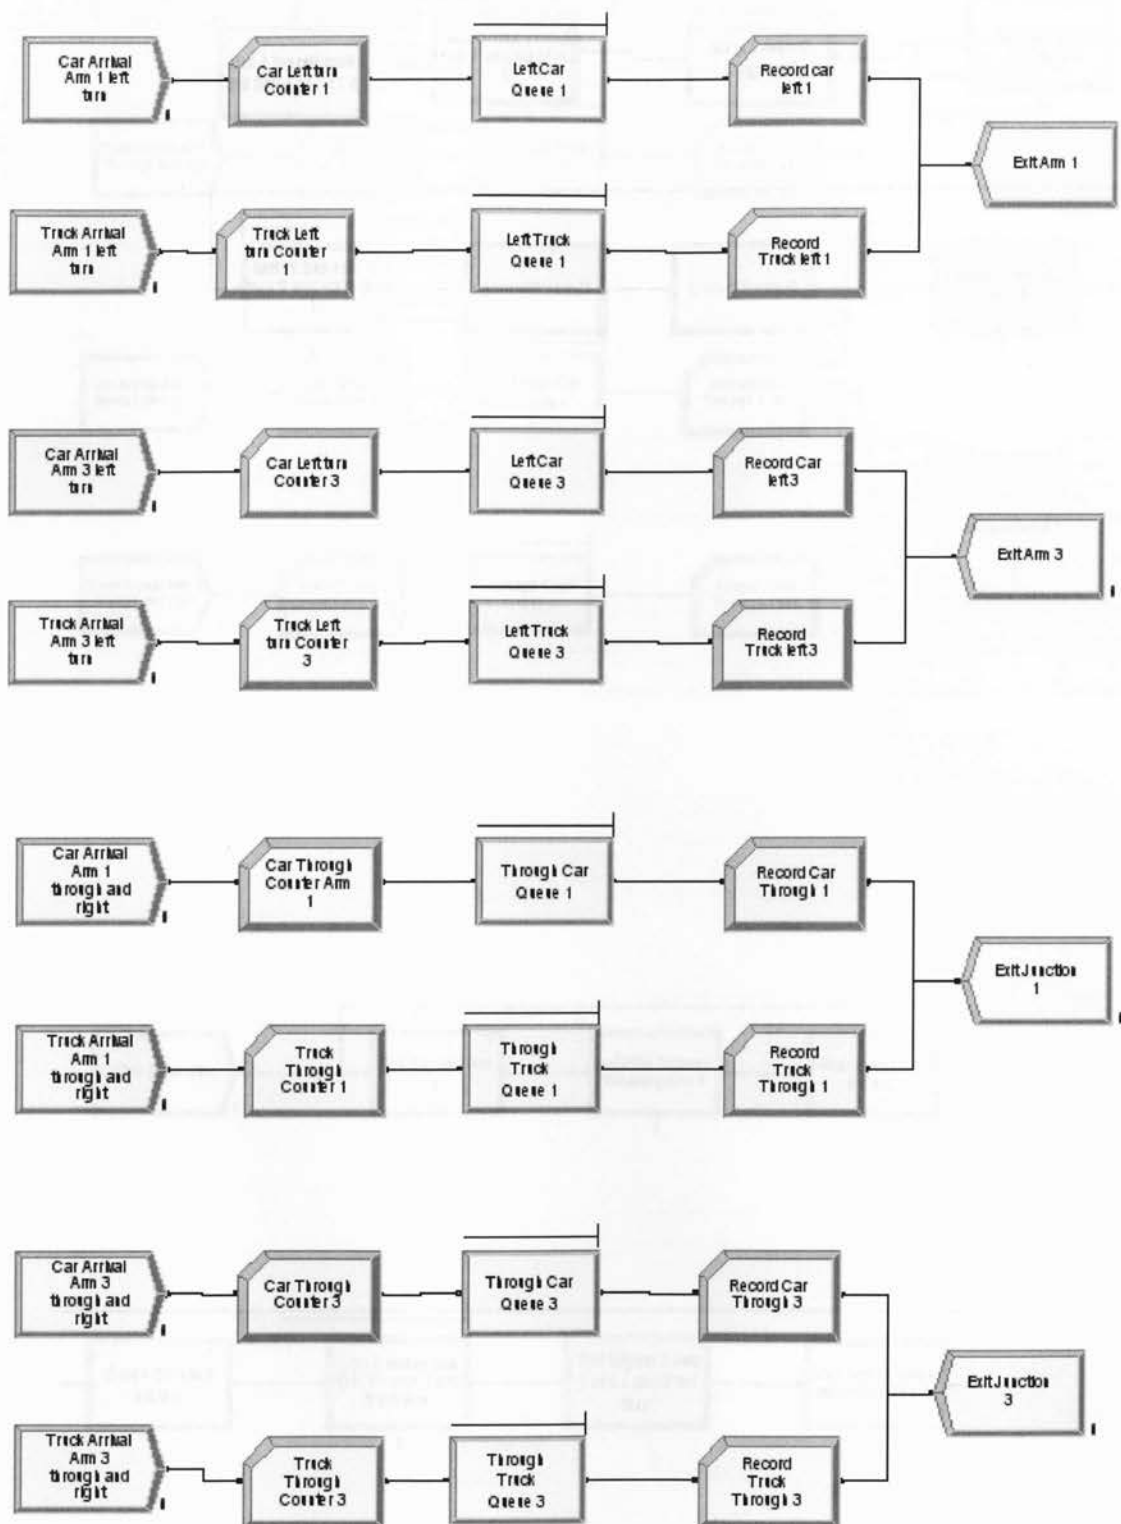 Car Arrival
Arm 1 left
turn
Car Left turn
Counter 1
Left Car
Queue 1
Record car
left 1
Exit Arm 1
Truck Arrival
Arm 1 left
turn
Truck Left
turn Counter
1
Left Truck
Queue 1
Record
Truck left 1
Car Arrival
Arm 3 left
turn
Car Left turn
Counter 3
Left Car
Queue 3
Record Car
left 3
Exit Arm 3
Truck Arrival
Arm 3 left
turn
Truck Left
turn Counter
3
Left Truck
Queue 3
Record
Truck left 3
Car Arrival
Arm 1
through and
right
Car Through
Counter Arm
1
Through Car
Queue 1
Record Car
Through 1
Exit Junction
1
Truck Arrival
Arm 1
through and
right
Truck
Through
Counter 1
Through
Truck
Queue 1
Record
Truck
Through 1
Car Arrival
Arm 3
through and
right
Car Through
Counter 3
Through Car
Queue 3
Record Car
Through 3
Exit Junction
3
Truck Arrival
Arm 3
through and
right
Truck
Through
Counter 3
Through
Truck
Queue 3
Record
Truck
Through 3